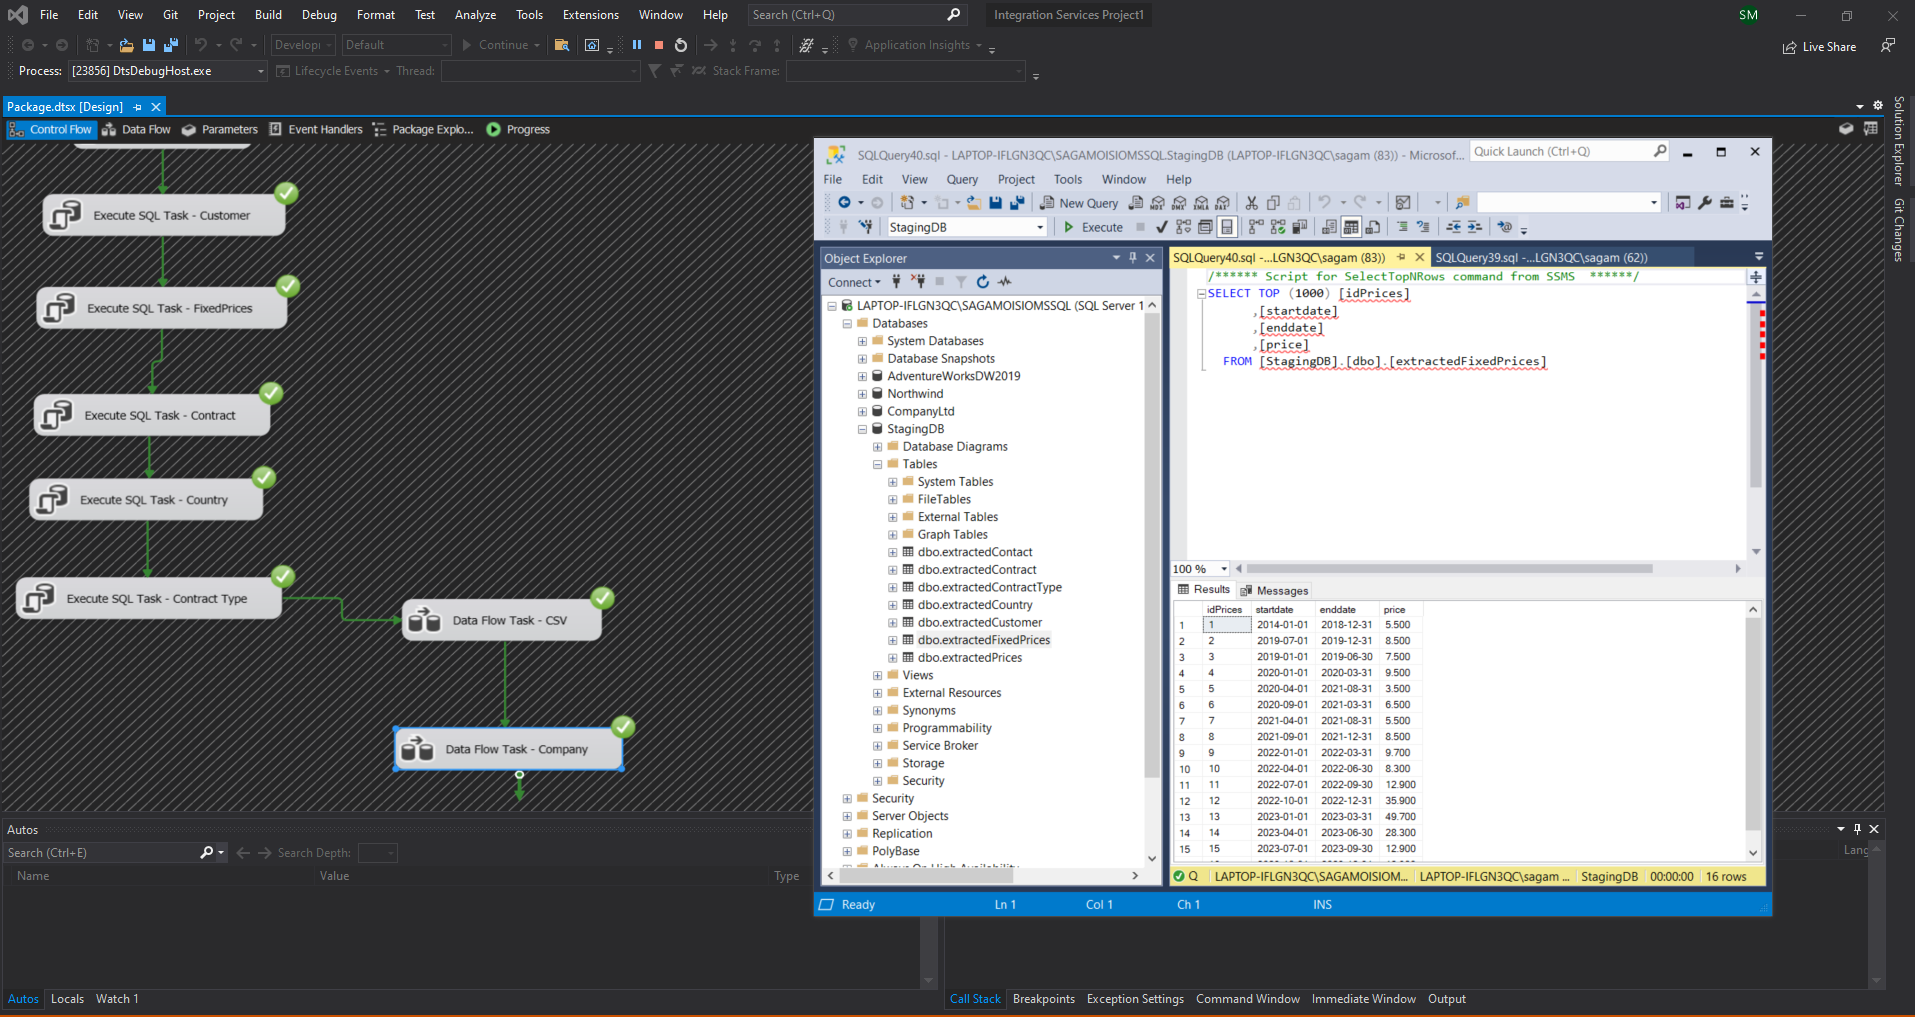 File Edit View Git Project Build Debug Format Test Analyze Tools Extensions Window Help Search (Ctrl+Q) Integration Services Project1 SM
Developi Default Continue Application Insights Live Share
Process: [23856] DtsDebugHost.exe Lifecycle Events Thread: Stack Frame:
Package.dtsx [Design]
Control Flow Data Flow Parameters Event Handlers Package Explo... Progress
Execute SQL Task - Customer
Execute SQL Task - FixedPrices
Execute SQL Task - Contract
Execute SQL Task - Country
Execute SQL Task - Contract Type
Data Flow Task - CSV
Data Flow Task - Company
Solution Explorer
Git Changes
SQLQuery40.sql - LAPTOP-IFLGN3QC\SAGAMOISIOMSSQL.StagingDB (LAPTOP-IFLGN3QC\sagam (83)) - Microsof... Quick Launch (Ctrl+Q)
File Edit View Query Project Tools Window Help
New Query MDX DMX XMLA DAX
StagingDB Execute
Object Explorer
Connect
LAPTOP-IFLGN3QC\SAGAMOISIOMSSQL (SQL Server 1
Databases
System Databases
Database Snapshots
AdventureWorksDW2019
Northwind
CompanyLtd
StagingDB
Database Diagrams
Tables
System Tables
FileTables
External Tables
Graph Tables
dbo.extractedContact
dbo.extractedContract
dbo.extractedContractType
dbo.extractedCountry
dbo.extractedCustomer
dbo.extractedFixedPrices
dbo.extractedPrices
Views
External Resources
Synonyms
Programmability
Service Broker
Storage
Security
Security
Server Objects
Replication
PolyBase
SQLQuery40.sql -...LGN3QC\sagam (83)) SQLQuery39.sql -...LGN3QC\sagam (62))
/****** Script for SelectTopNRows command from SSMS  ******/
SELECT TOP (1000) [idPrices]
,[startdate]
,[enddate]
,[price]
FROM [StagingDB].[dbo].[extractedFixedPrices]
100 %
Results Messages
idPrices startdate enddate price
1 1 2014-01-01 2018-12-31 5.500
2 2 2019-07-01 2019-12-31 8.500
3 3 2019-01-01 2019-06-30 7.500
4 4 2020-01-01 2020-03-31 9.500
5 5 2020-04-01 2021-08-31 3.500
6 6 2020-09-01 2021-03-31 6.500
7 7 2021-04-01 2021-08-31 5.500
8 8 2021-09-01 2021-12-31 8.500
9 9 2022-01-01 2022-03-31 9.700
10 10 2022-04-01 2022-06-30 8.300
11 11 2022-07-01 2022-09-30 12.900
12 12 2022-10-01 2022-12-31 35.900
13 13 2023-01-01 2023-03-31 49.700
14 14 2023-04-01 2023-06-30 28.300
15 15 2023-07-01 2023-09-30 12.900
Q LAPTOP-IFLGN3QC\SAGAMOISIOM... LAPTOP-IFLGN3QC\sagam ... StagingDB 00:00:00 16 rows
Ready Ln 1 Col 1 Ch 1 INS
Autos
Search (Ctrl+E) Search Depth:
Name Value Type
Lang
Autos Locals Watch 1
Call Stack Breakpoints Exception Settings Command Window Immediate Window Output